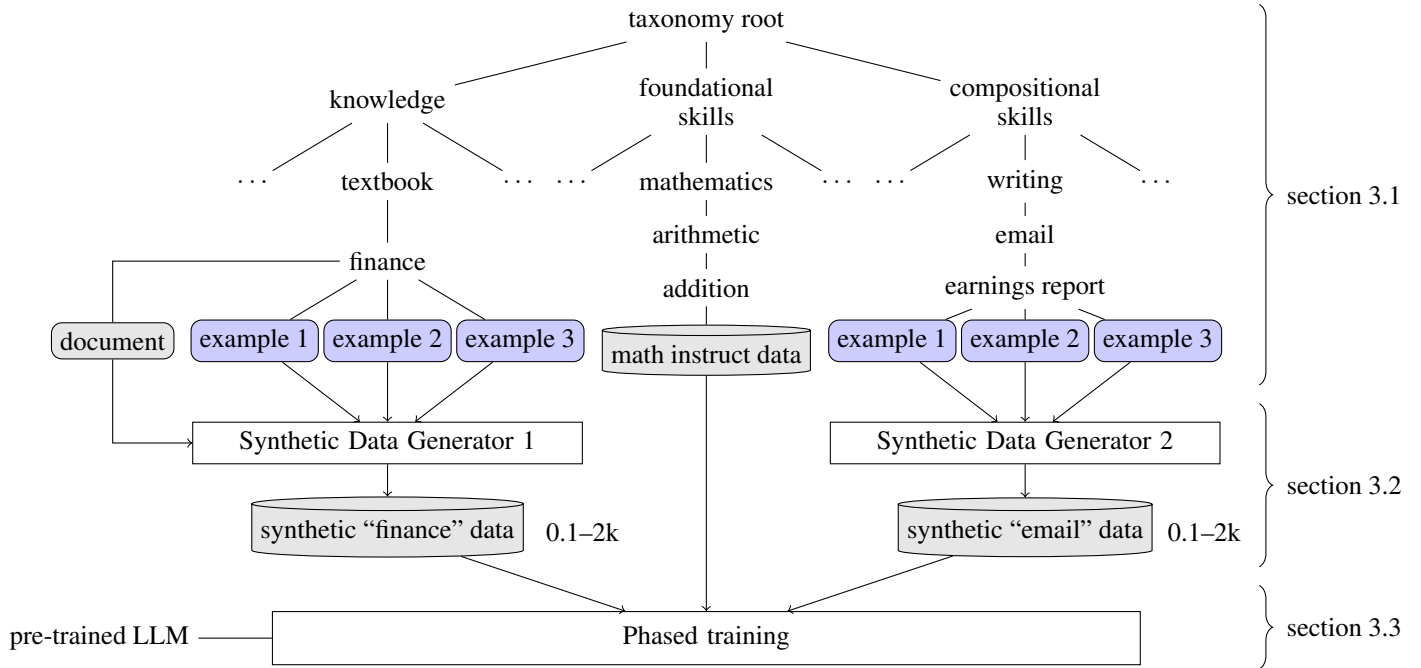 taxonomy root
knowledge
foundational
skills
compositional
skills
· · ·
textbook
· · ·
· · ·
mathematics
· · ·
· · ·
writing
· · ·
section 3.1
arithmetic
email
finance
addition
earnings report
document
example 1
example 2
example 3
math instruct data
example 1
example 2
example 3
Synthetic Data Generator 1
Synthetic Data Generator 2
section 3.2
synthetic “finance” data
0.1–2k
synthetic “email” data
0.1–2k
pre-trained LLM
Phased training
section 3.3